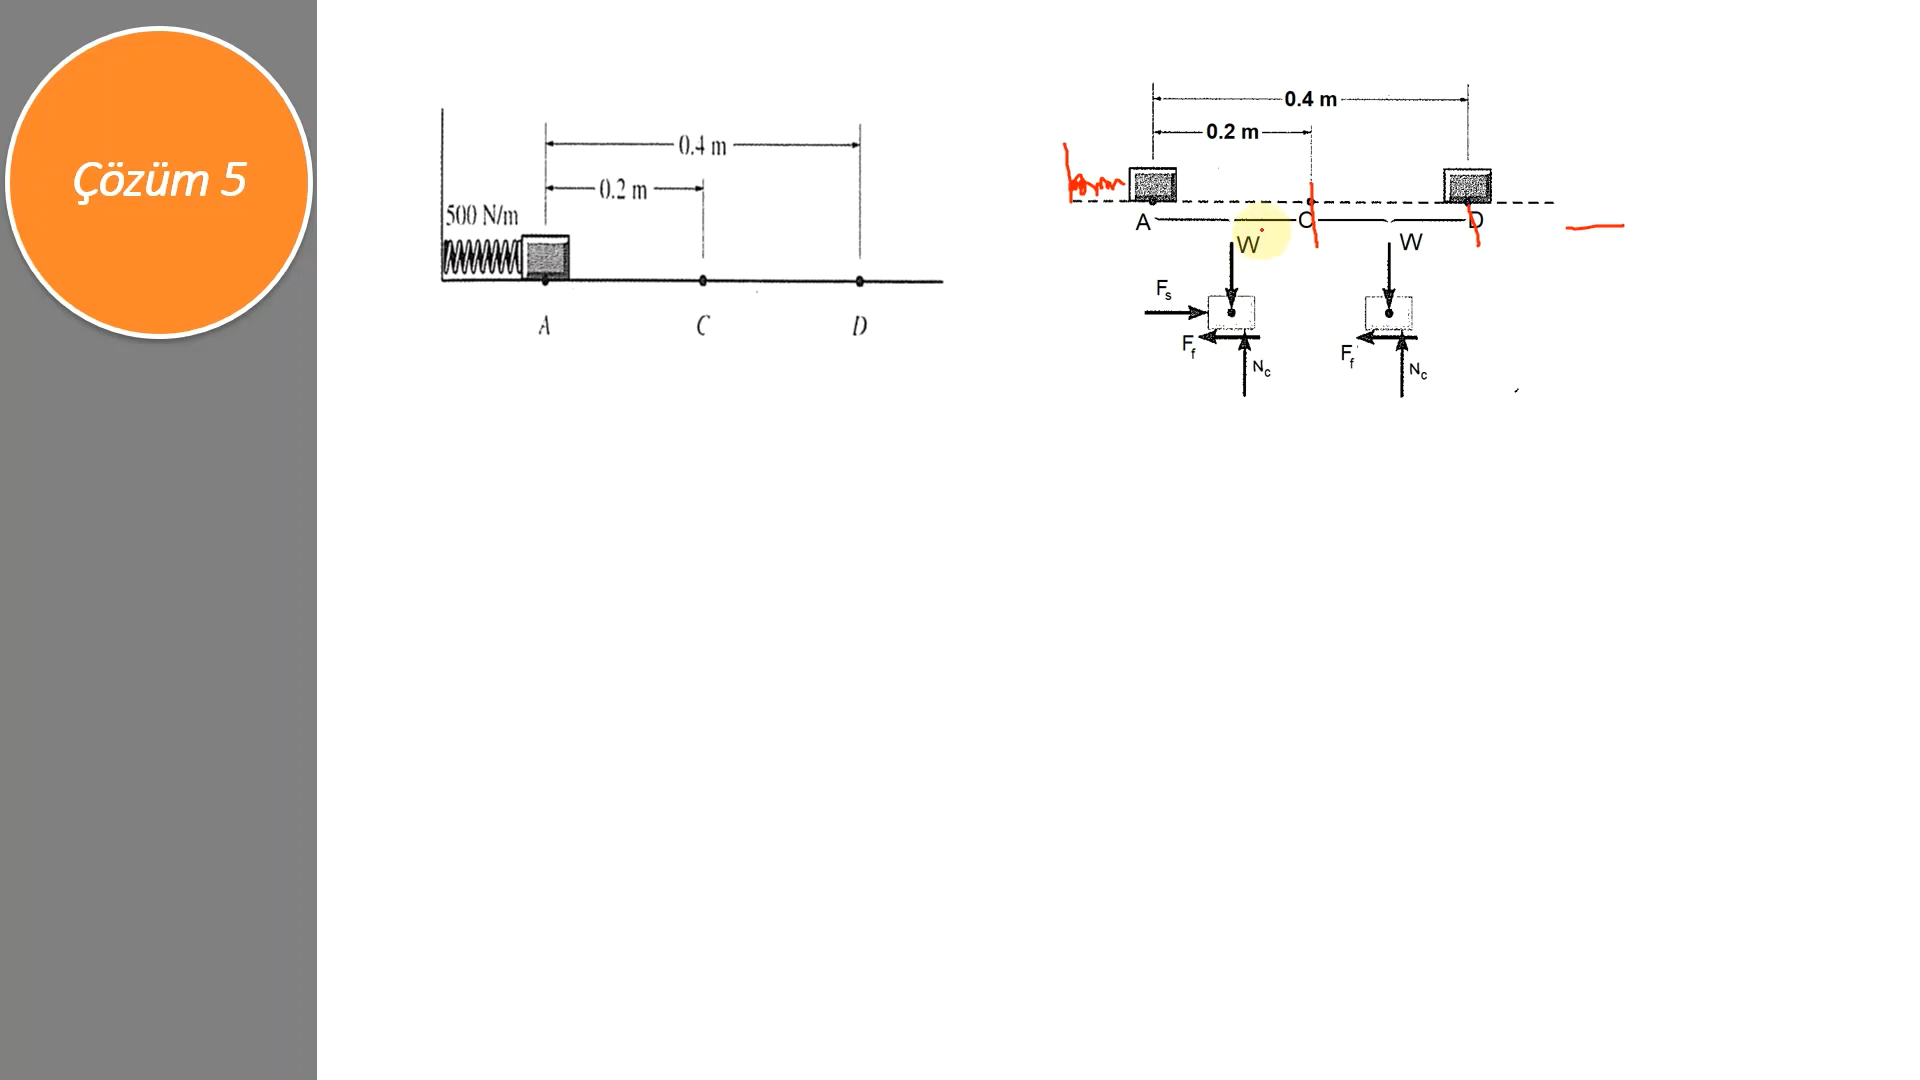 Çözüm 5
0.4 m
0.2 m
500 N/m
A C D
0.4 m
0.2 m
A C D
W W
Fs
Ff Ff
Nc Nc